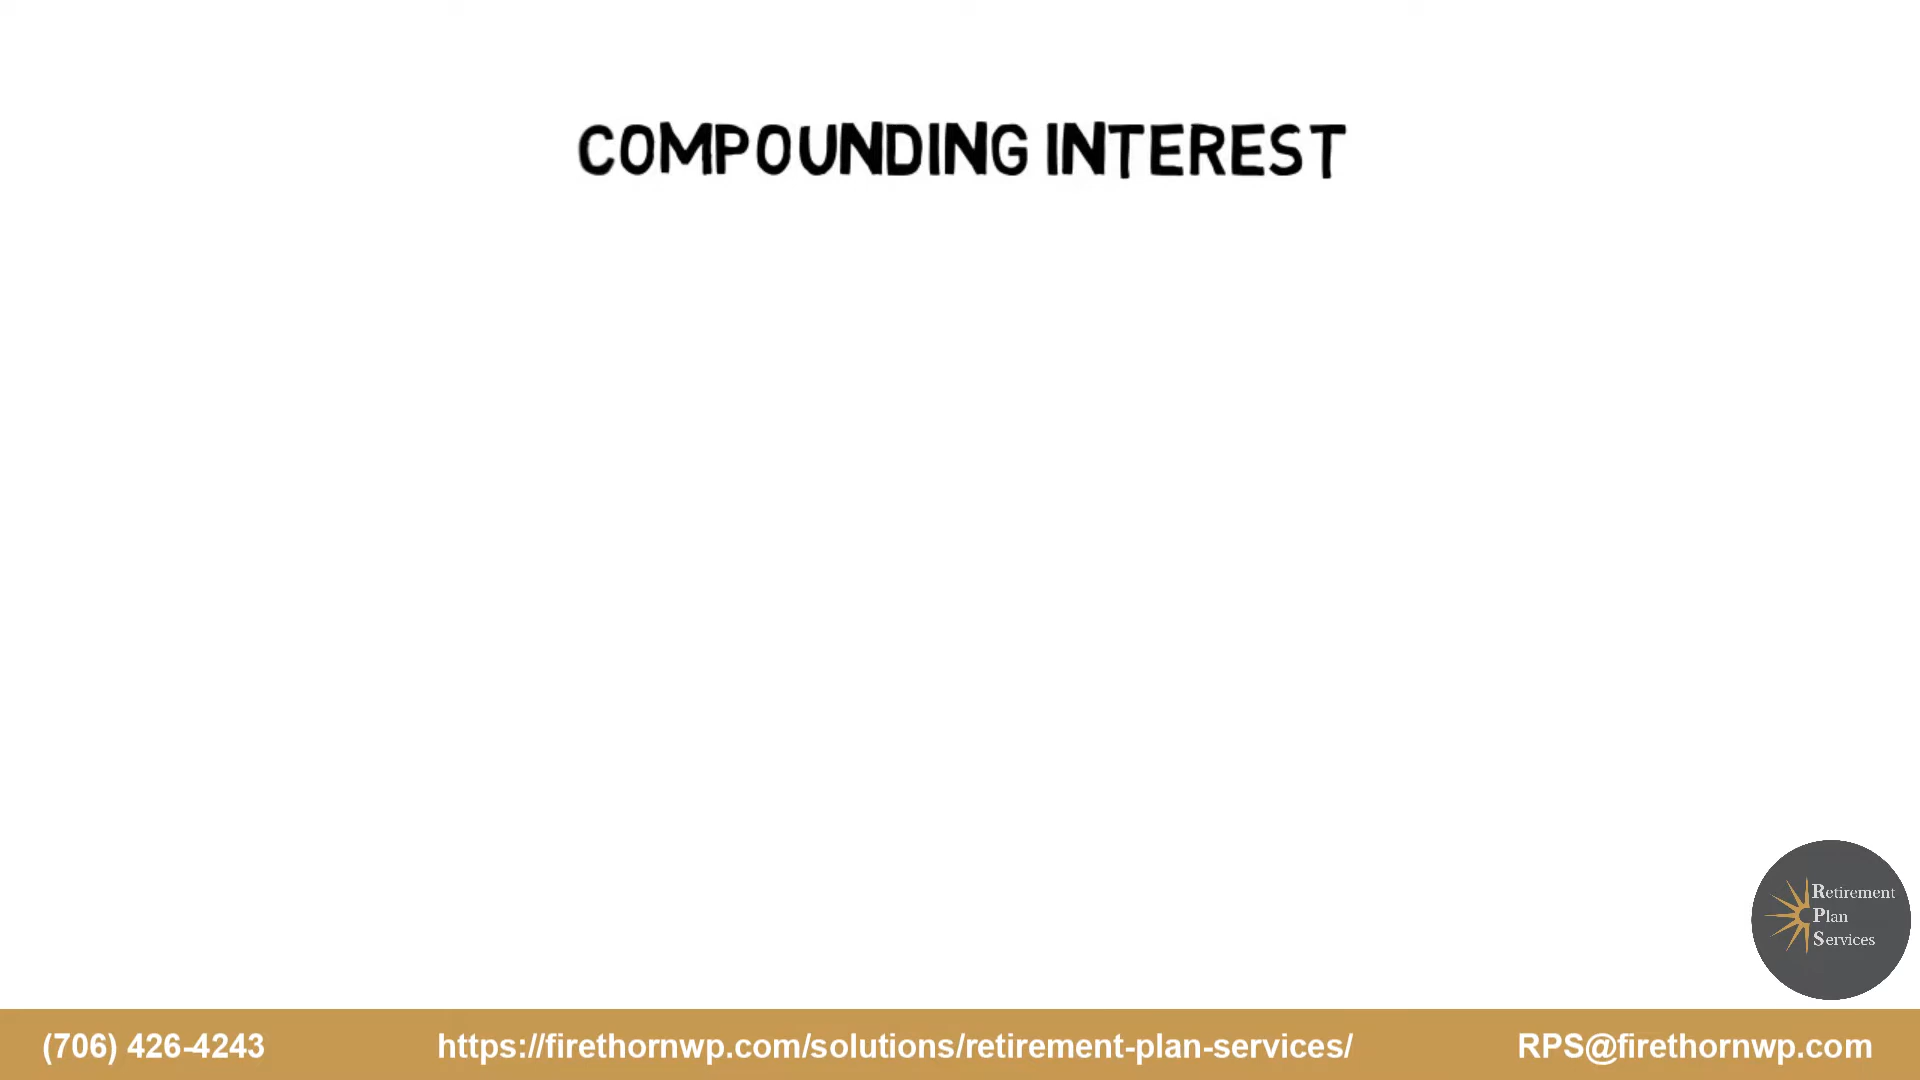 COMPOUNDING INTEREST
Retirement
Plan
Services
(706) 426-4243 https://firethornwp.com/solutions/retirement-plan-services/ RPS@firethornwp.com